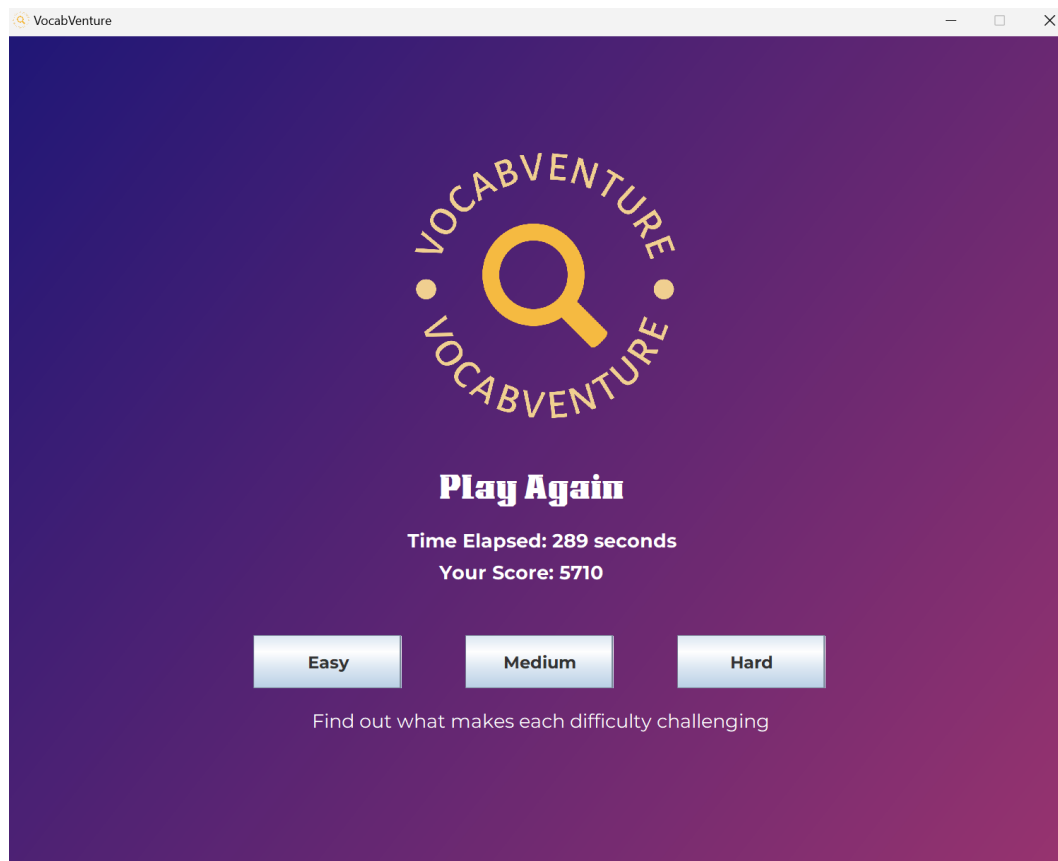 VocabVenture
VOCABVENTURE
VOCABVENTURE
Play Again
Time Elapsed: 289 seconds
Your Score: 5710
Easy Medium Hard
Find out what makes each difficulty challenging